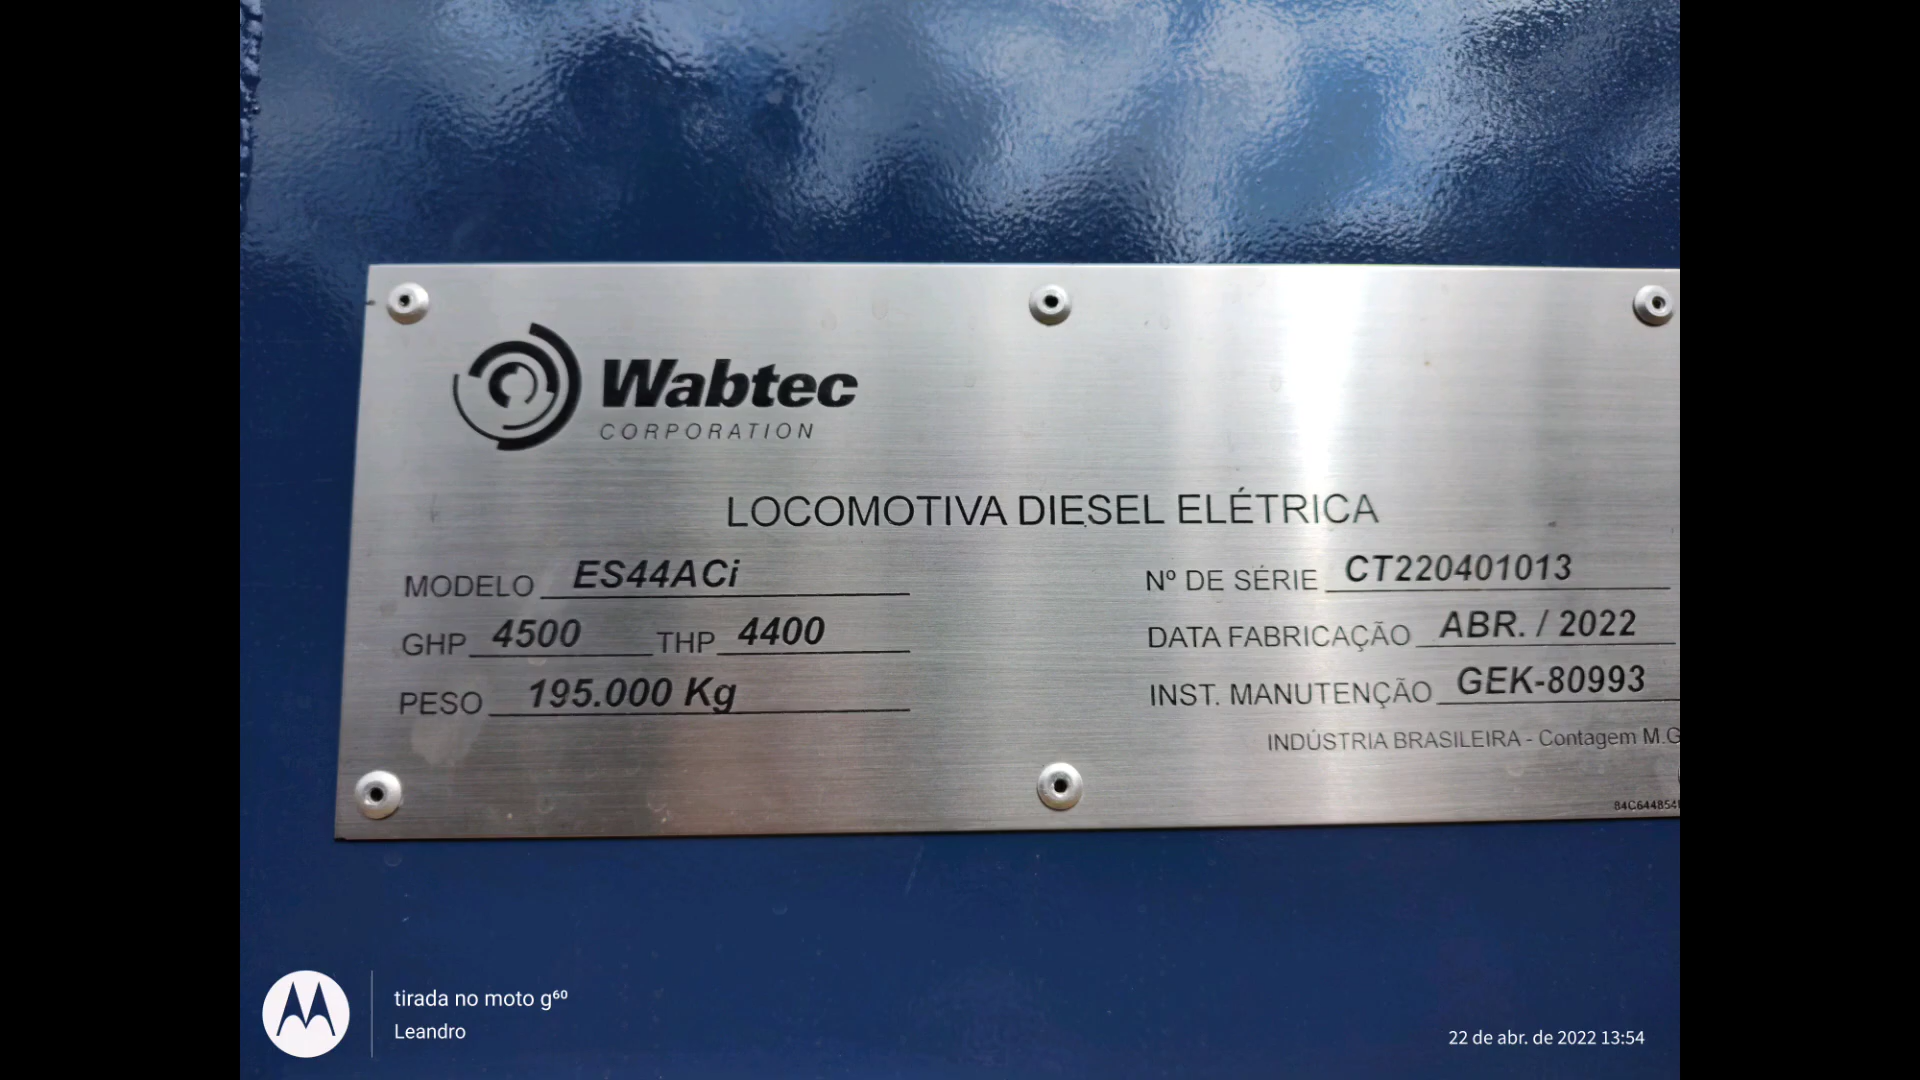 Wabtec
CORPORATION
LOCOMOTIVA DIESEL ELÉTRICA
MODELO ES44ACi
GHP 4500 THP 4400
PESO 195.000 Kg
Nº DE SÉRIE CT220401013
DATA FABRICAÇÃO ABR. / 2022
INST. MANUTENÇÃO GEK-80993
INDÚSTRIA BRASILEIRA - Contagem M.G
84C644854
tirada no moto g⁶⁰
Leandro
22 de abr. de 2022 13:54